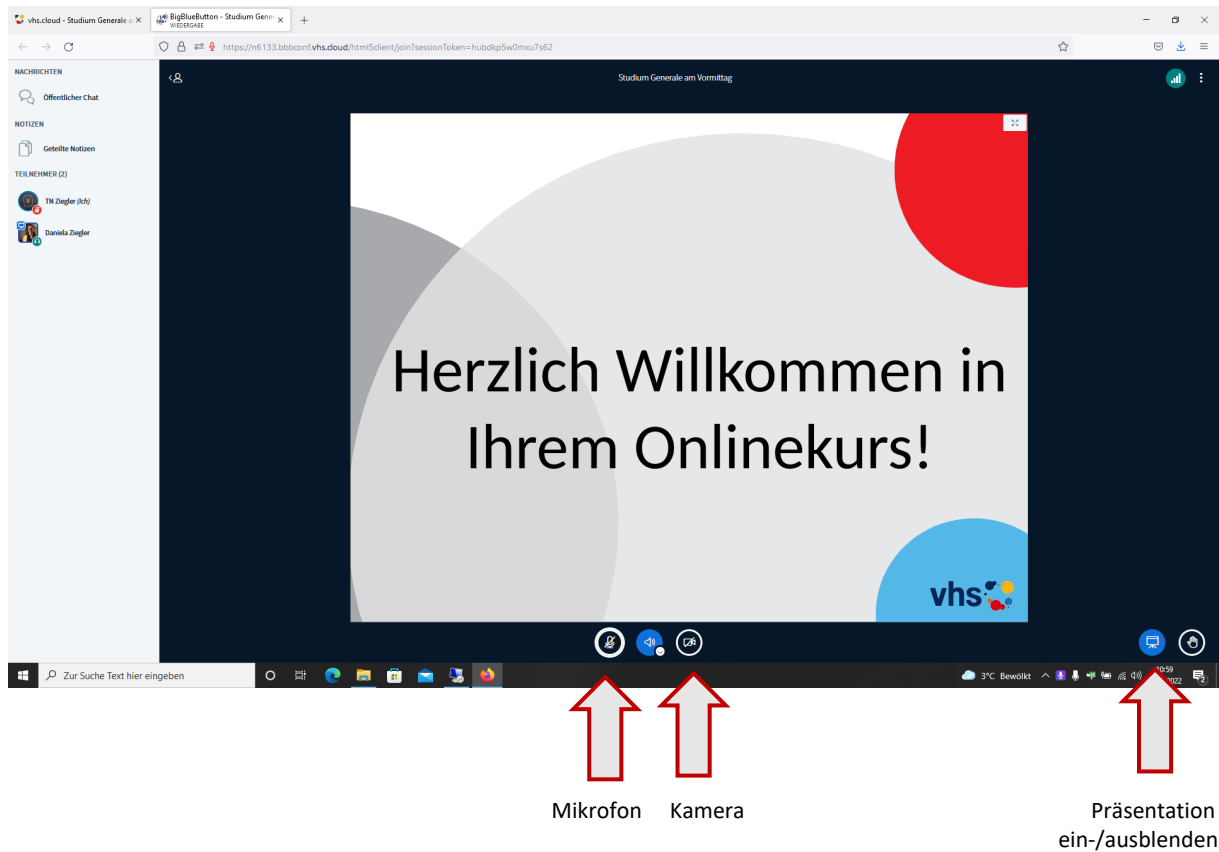 vhs.cloud - Studium Generale a
BigBlueButton - Studium Gener
WIEDERGABE
https://n6133.bbbconf.vhs.cloud/html5client/join?sessionToken=hubdkp5w0mxu7s62
NACHRICHTEN
Öffentlicher Chat
NOTIZEN
Geteilte Notizen
TEILNEHMER (2)
TN Ziegler (Ich)
Daniela Ziegler
Studium Generale am Vormittag
Herzlich Willkommen in
Ihrem Onlinekurs!
vhs
Zur Suche Text hier eingeben
3°C Bewölkt
10:59
2022
2
Mikrofon
Kamera
Präsentation
ein-/ausblenden